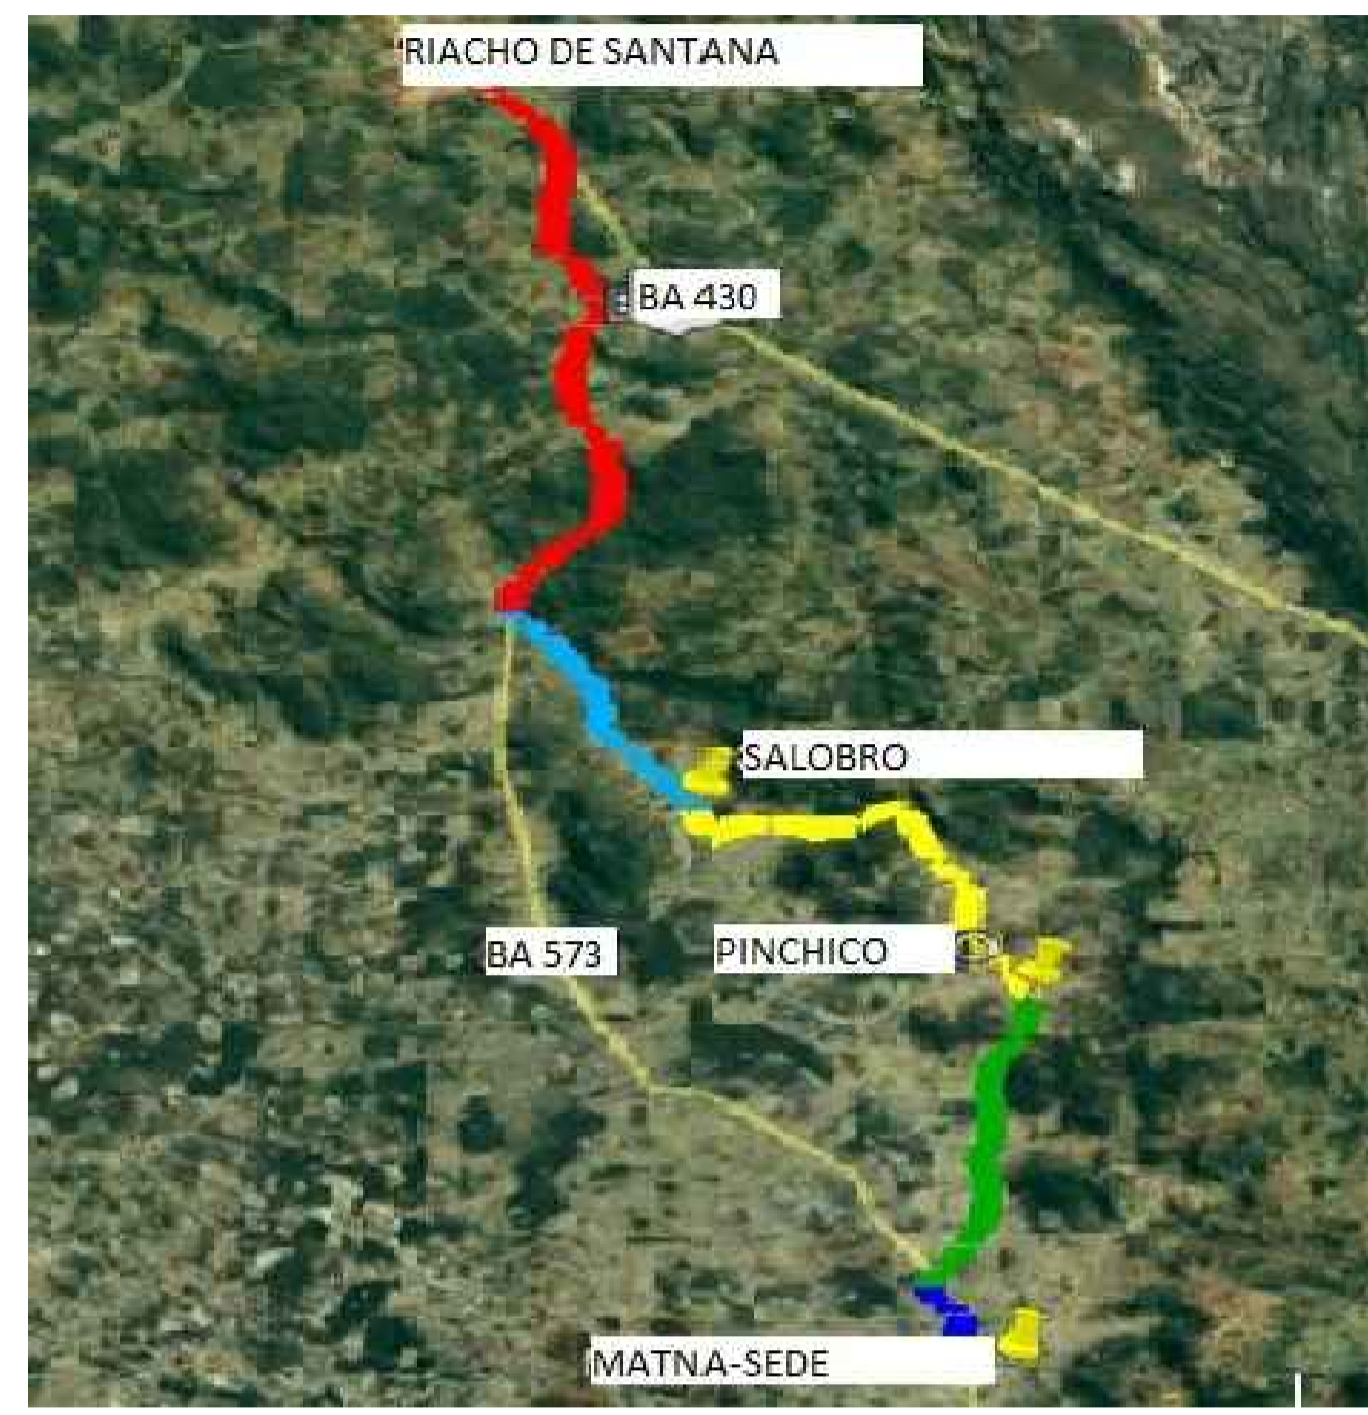 RIACHO DE SANTANA
BA 430
SALOBRO
PINCHICO
BA 573
MATNA-SEDE